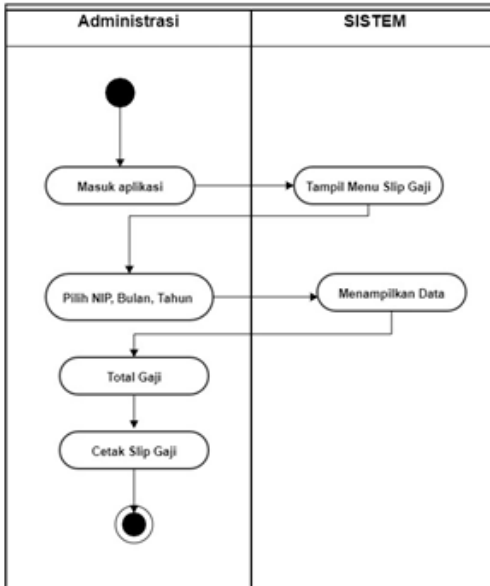 Administrasi
SISTEM
Masuk aplikasi
Tampil Menu Slip Gaji
Pilih NIP, Bulan, Tahun
Menampilkan Data
Total Gaji
Cetak Slip Gaji